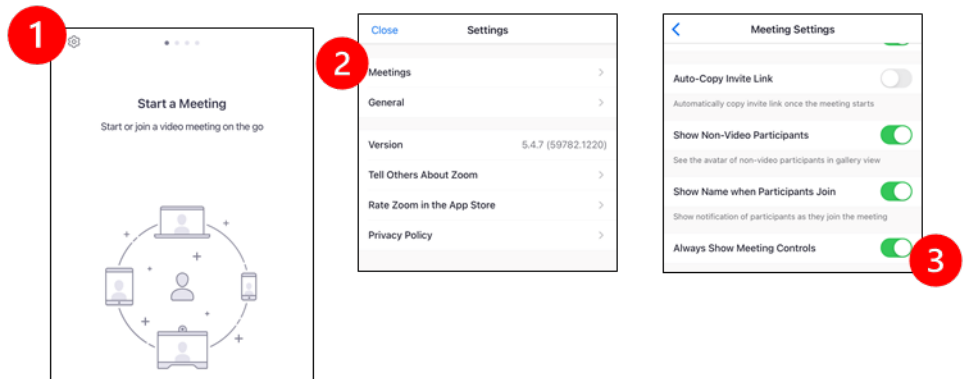 1
Start a Meeting
Start or join a video meeting on the go
2
Close Settings
Meetings
General
Version 5.4.7 (59782.1220)
Tell Others About Zoom
Rate Zoom in the App Store
Privacy Policy
Meeting Settings
Auto-Copy Invite Link
Automatically copy invite link once the meeting starts
Show Non-Video Participants
See the avatar of non-video participants in gallery view
Show Name when Participants Join
Show notification of participants as they join the meeting
Always Show Meeting Controls
3